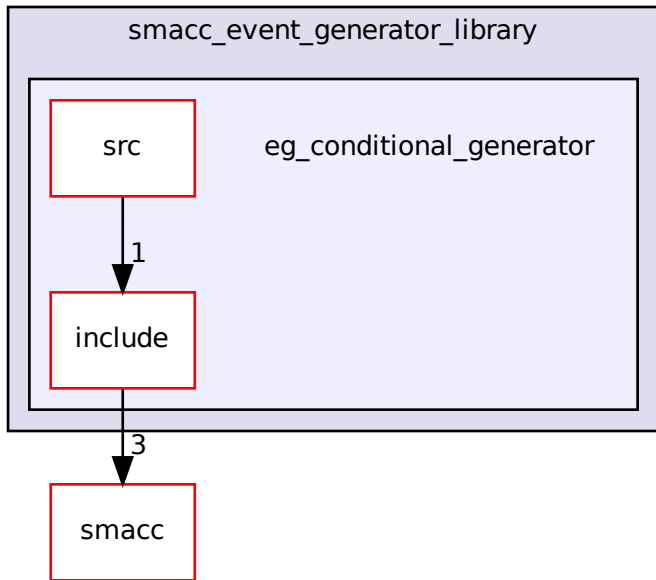 smacc_event_generator_library
src
eg_conditional_generator
1
include
3
smacc